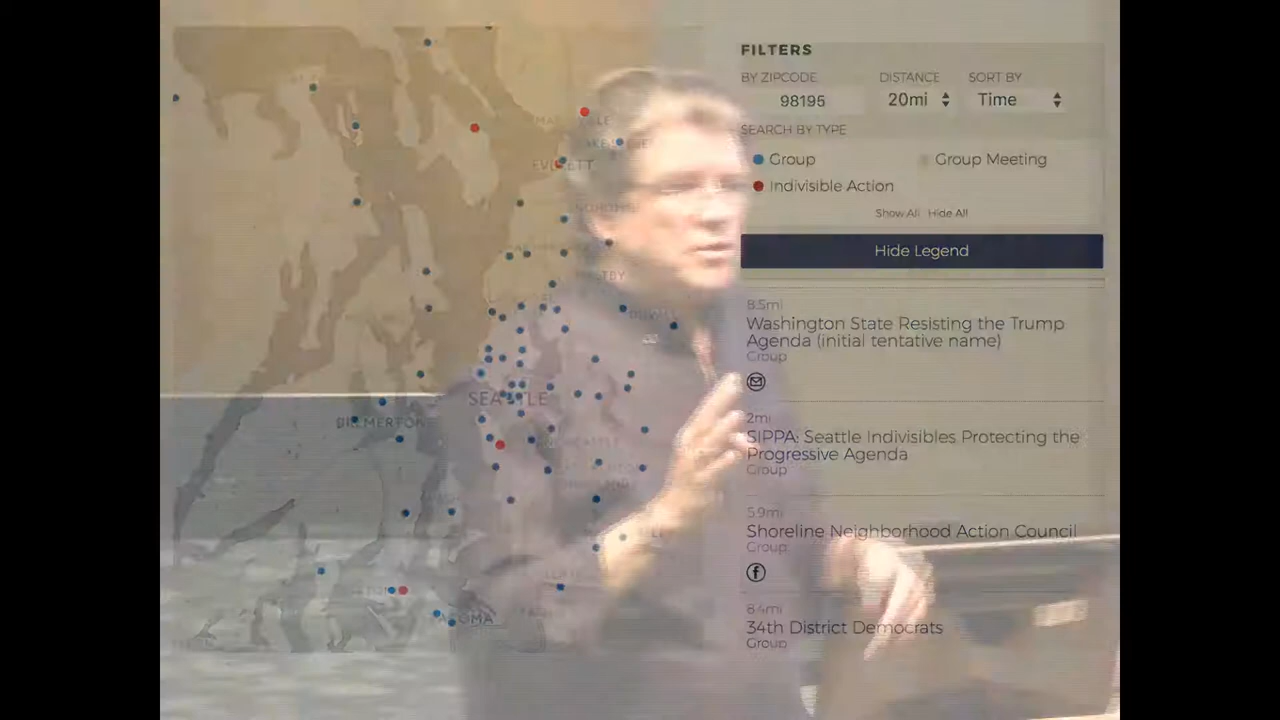 FILTERS
BY ZIPCODE DISTANCE SORT BY
98195 20mi Time
SEARCH BY TYPE
Group Group Meeting
Indivisible Action
Show All Hide All
Hide Legend
8.5mi
Washington State Resisting the Trump
Agenda (initial tentative name)
Group
2mi
SIPPA: Seattle Indivisibles Protecting the
Progressive Agenda
Group
5.9mi
Shoreline Neighborhood Action Council
Group
f
8.4mi
34th District Democrats
Group
EVERETT
SEATTLE
BREMERTON
TACOMA